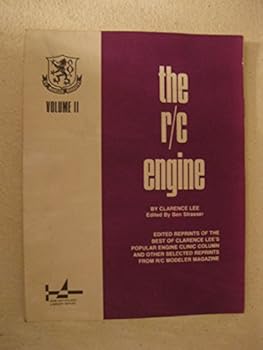 VOLUME II
the
r/c
engine
BY CLARENCE LEE
Edited By Ben Strasser
EDITED REPRINTS OF THE
BEST OF CLARENCE LEE'S
POPULAR ENGINE CLINIC COLUMN
AND OTHER SELECTED REPRINTS
FROM R/C MODELER MAGAZINE